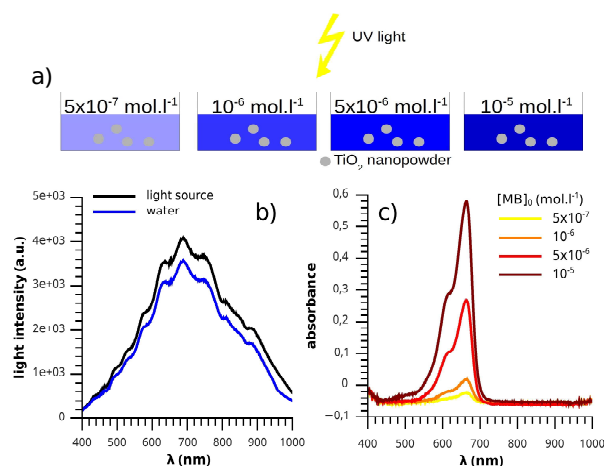 UV light
a)
5x10⁻⁷ mol.l⁻¹
10⁻⁶ mol.l⁻¹
5x10⁻⁶ mol.l⁻¹
10⁻⁵ mol.l⁻¹
TiO₂ nanopowder
b)
light source
water
5e+03
4e+03
3e+03
2e+03
1e+03
0
light intensity (a.u.)
400 500 600 700 800 900 1000
λ (nm)
c)
[MB]₀ (mol.l⁻¹)
5x10⁻⁷
10⁻⁶
5x10⁻⁶
10⁻⁵
0,6
0,5
0,4
0,3
0,2
0,1
0
−0,1
absorbance
400 500 600 700 800 900 1000
λ (nm)